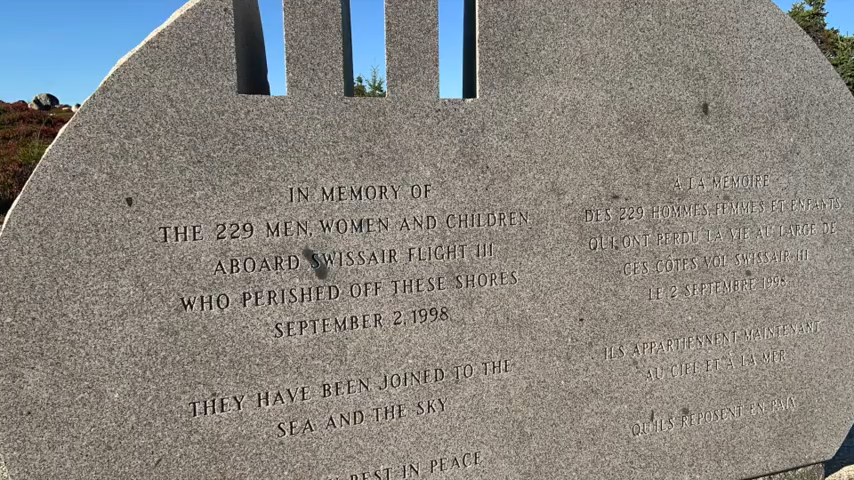 IN MEMORY OF
THE 229 MEN, WOMEN AND CHILDREN
ABOARD SWISSAIR FLIGHT 111
WHO PERISHED OFF THESE SHORES
SEPTEMBER 2, 1998
THEY HAVE BEEN JOINED TO THE
SEA AND THE SKY
REST IN PEACE
À LA MÉMOIRE
DES 229 HOMMES, FEMMES ET ENFANTS
QUI ONT PERDU LA VIE AU LARGE DE
CES CÔTES VOL SWISSAIR 111
LE 2 SEPTEMBRE 1998
ILS APPARTIENNENT MAINTENANT
AU CIEL ET À LA MER
QU'ILS REPOSENT EN PAIX